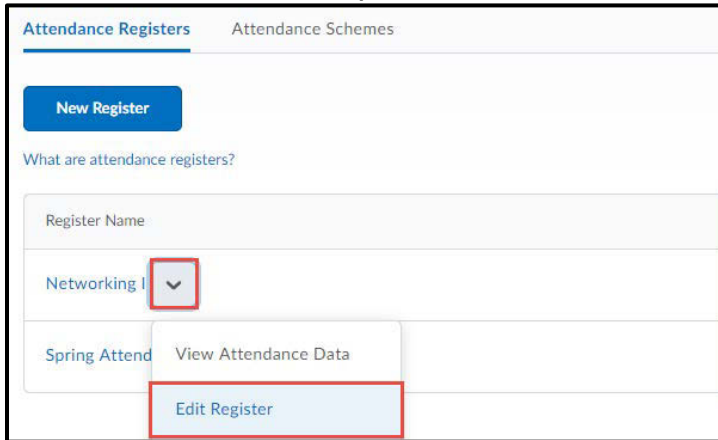 Attendance Registers Attendance Schemes
New Register
What are attendance registers?
Register Name
Networking I
Spring Attend
View Attendance Data
Edit Register